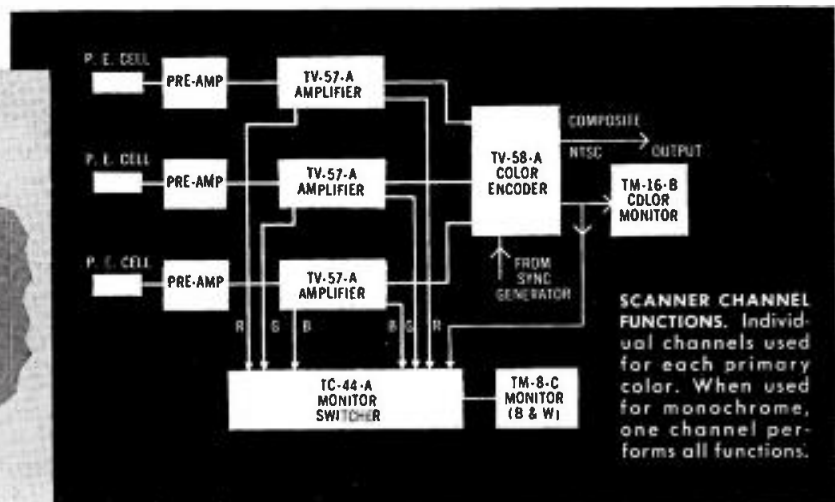 P. E. CELL
PRE-AMP
TV-57-A
AMPLIFIER
P. E. CELL
PRE-AMP
TV-57-A
AMPLIFIER
P. E. CELL
PRE-AMP
TV-57-A
AMPLIFIER
TV-58-A
COLOR
ENCODER
COMPOSITE
NTSC
OUTPUT
TM-16-B
COLOR
MONITOR
FROM
SYNC
GENERATOR
R G B B G R
TC-44-A
MONITOR
SWITCHER
TM-8-C
MONITOR
(B & W)
SCANNER CHANNEL
FUNCTIONS. Individ-
ual channels used
for each primary
color. When used
for monochrome,
one channel per-
forms all functions.